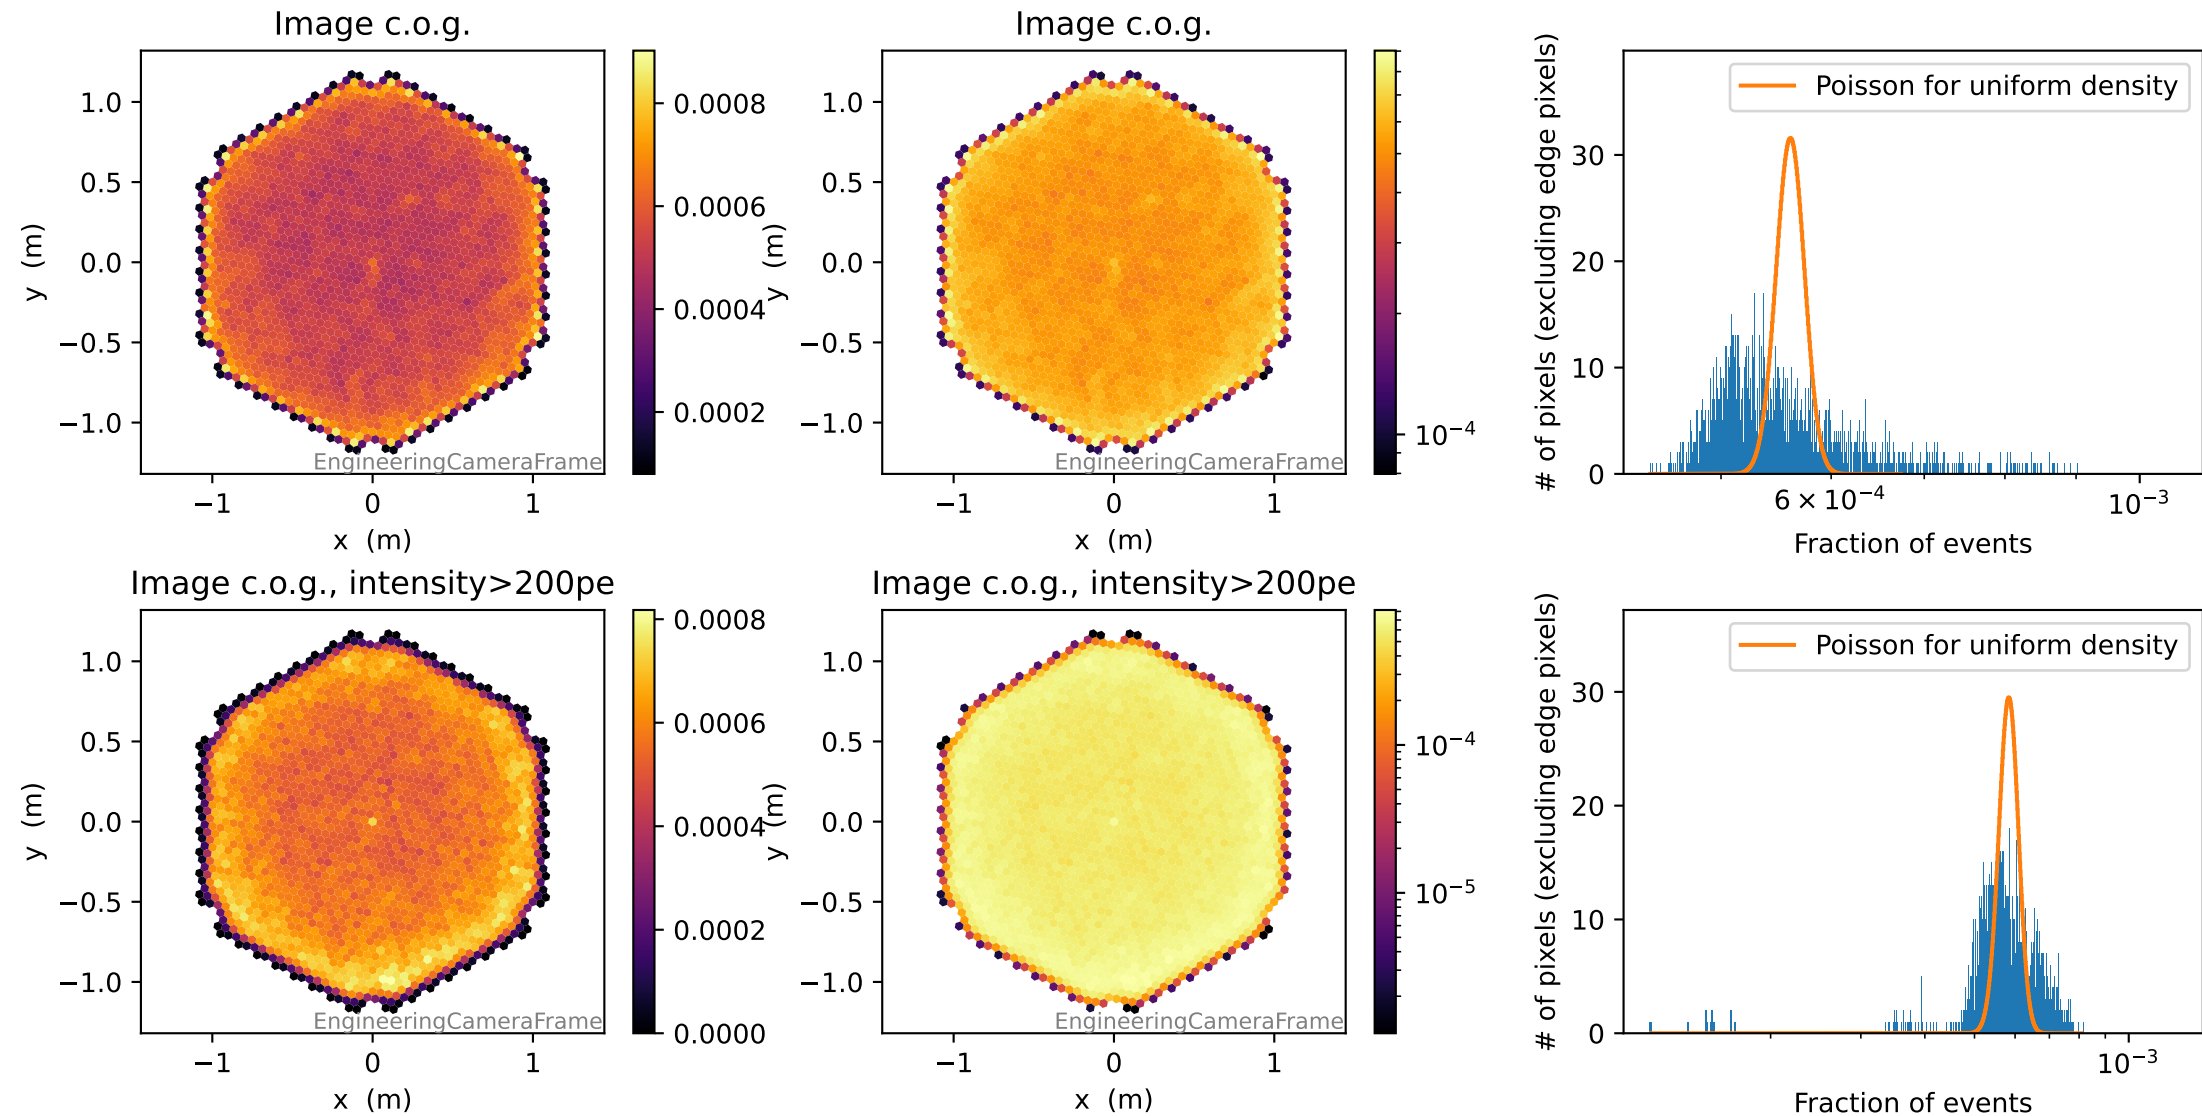 Image c.o.g.
1.0
0.5
0.0
−0.5
−1.0
y (m)
−1
0
1
x (m)
EngineeringCameraFrame
0.0008
0.0006
0.0004
0.0002
Image c.o.g.
1.0
0.5
0.0
−0.5
−1.0
y (m)
−1
0
1
x (m)
EngineeringCameraFrame
10⁻⁴
Poisson for uniform density
# of pixels (excluding edge pixels)
30
20
10
0
6 × 10⁻⁴
10⁻³
Fraction of events
Image c.o.g., intensity>200pe
1.0
0.5
0.0
−0.5
−1.0
y (m)
−1
0
1
x (m)
EngineeringCameraFrame
0.0008
0.0006
0.0004
0.0002
0.0000
Image c.o.g., intensity>200pe
1.0
0.5
0.0
−0.5
−1.0
y (m)
−1
0
1
x (m)
EngineeringCameraFrame
10⁻⁴
10⁻⁵
Poisson for uniform density
# of pixels (excluding edge pixels)
30
20
10
0
10⁻³
Fraction of events